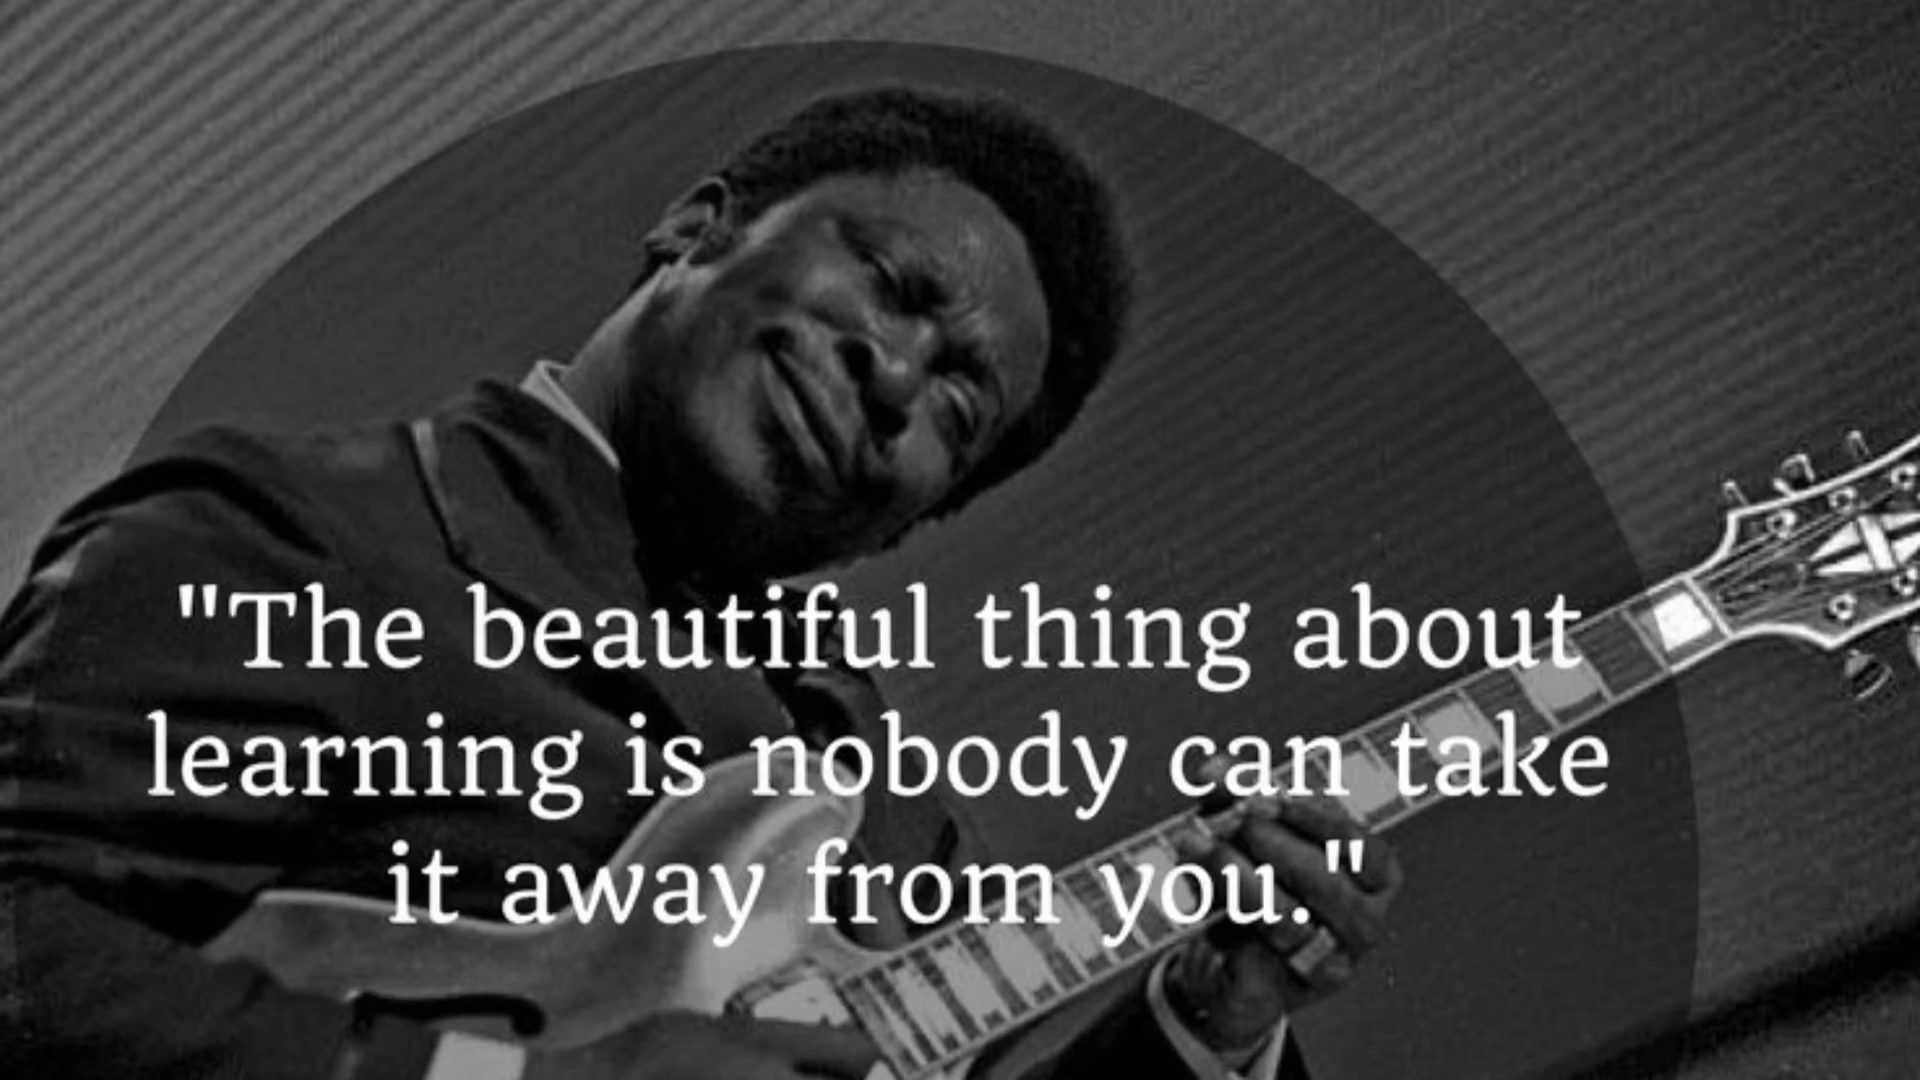 "The beautiful thing about
learning is nobody can take
it away from you."